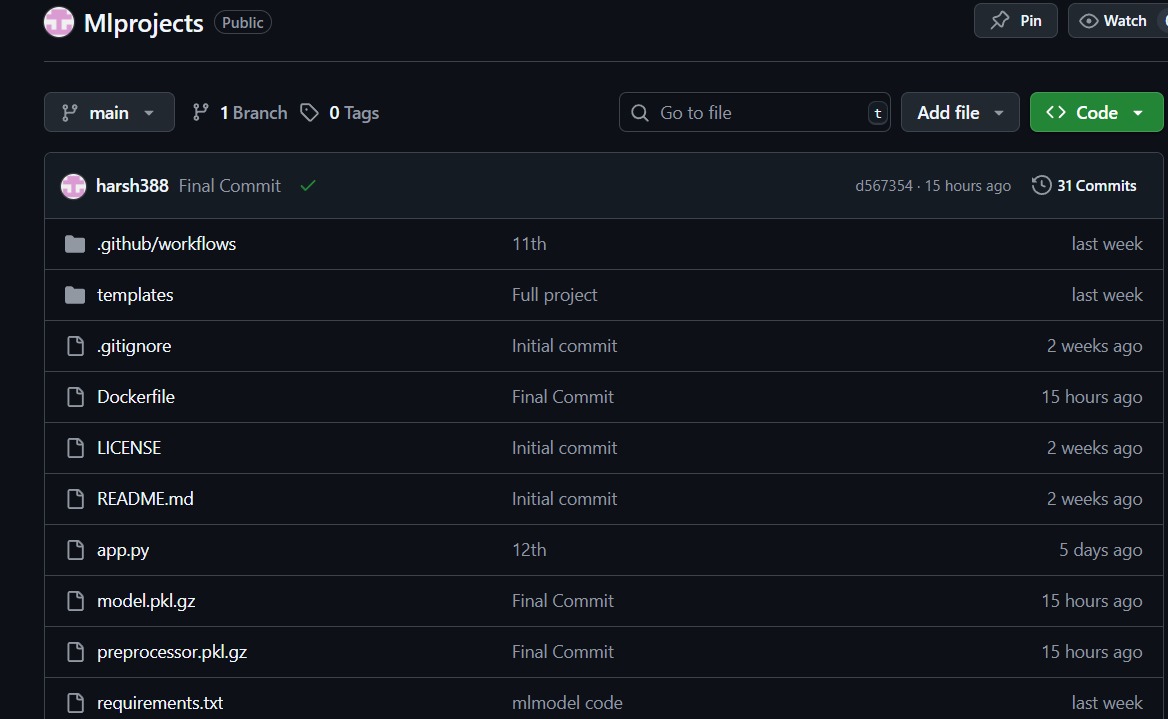 Mlprojects Public Pin Watch
main 1 Branch 0 Tags Go to file t Add file Code
harsh388 Final Commit d567354 · 15 hours ago 31 Commits
.github/workflows 11th last week
templates Full project last week
.gitignore Initial commit 2 weeks ago
Dockerfile Final Commit 15 hours ago
LICENSE Initial commit 2 weeks ago
README.md Initial commit 2 weeks ago
app.py 12th 5 days ago
model.pkl.gz Final Commit 15 hours ago
preprocessor.pkl.gz Final Commit 15 hours ago
requirements.txt mlmodel code last week